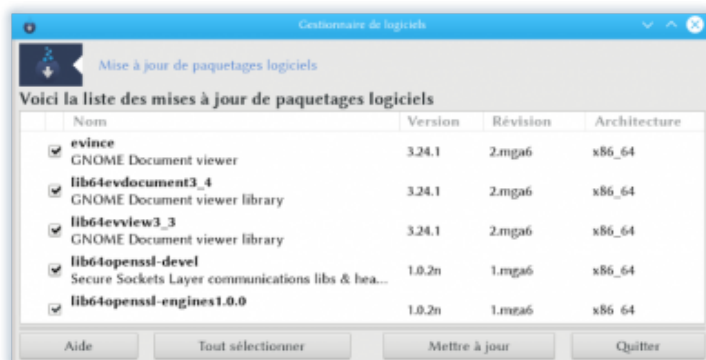 Gestionnaire de logiciels
Mise à jour de paquetages logiciels
Voici la liste des mises à jour de paquetages logiciels
Nom Version Révision Architecture
evince
GNOME Document viewer 3.24.1 2.mga6 x86_64
lib64evdocument3_4
GNOME Document viewer library 3.24.1 2.mga6 x86_64
lib64evview3_3
GNOME Document viewer library 3.24.1 2.mga6 x86_64
lib64openssl-devel
Secure Sockets Layer communications libs & hea... 1.0.2n 1.mga6 x86_64
lib64openssl-engines1.0.0
1.0.2n 1.mga6 x86_64
Aide Tout sélectionner Mettre à jour Quitter